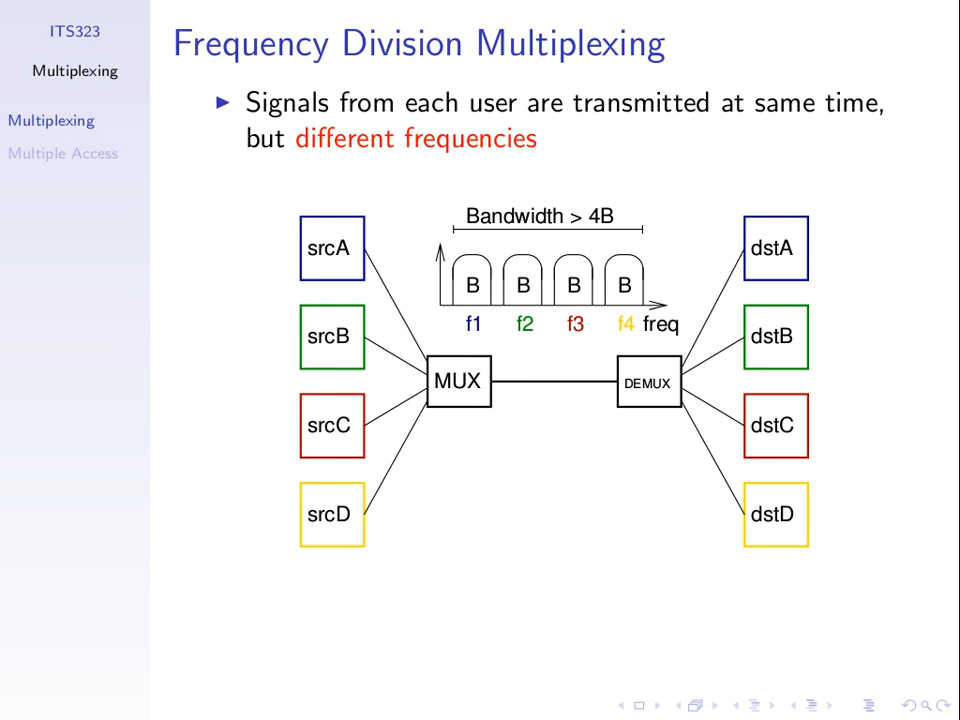 ITS323
Multiplexing
Multiplexing
Multiple Access
Frequency Division Multiplexing
Signals from each user are transmitted at same time,
but different frequencies
Bandwidth > 4B
srcA
dstA
B B B B
f1 f2 f3 f4 freq
srcB
dstB
MUX
DEMUX
srcC
dstC
srcD
dstD